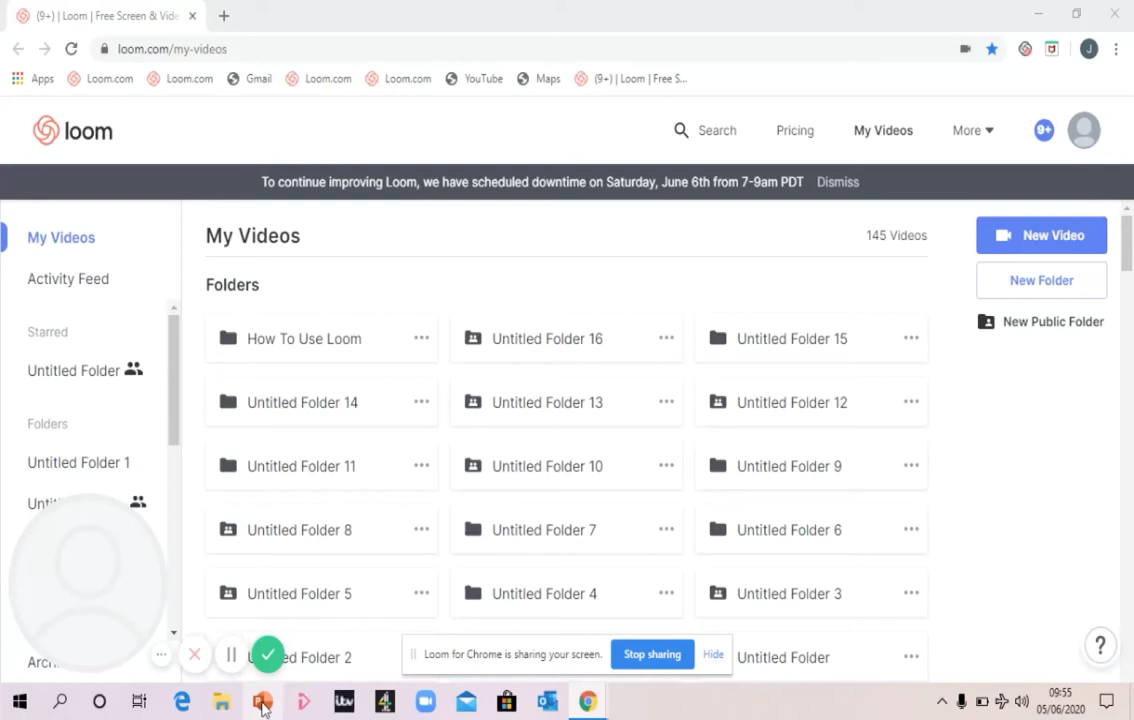 (9+) | Loom | Free Screen & Vide
loom.com/my-videos
J
Apps Loom.com Loom.com Gmail Loom.com Loom.com YouTube Maps (9+) | Loom | Free S...
loom Search Pricing My Videos More 9+
To continue improving Loom, we have scheduled downtime on Saturday, June 6th from 7-9am PDT Dismiss
My Videos
Activity Feed
Starred
Untitled Folder
Folders
Untitled Folder 1
My Videos 145 Videos
Folders
How To Use Loom Untitled Folder 16 Untitled Folder 15
Untitled Folder 14 Untitled Folder 13 Untitled Folder 12
Untitled Folder 11 Untitled Folder 10 Untitled Folder 9
Untitled Folder 8 Untitled Folder 7 Untitled Folder 6
Untitled Folder 5 Untitled Folder 4 Untitled Folder 3
Folder 2 Untitled Folder
New Video
New Folder
New Public Folder
Loom for Chrome is sharing your screen. Stop sharing Hide
?
itv 4
09:55
05/06/2020